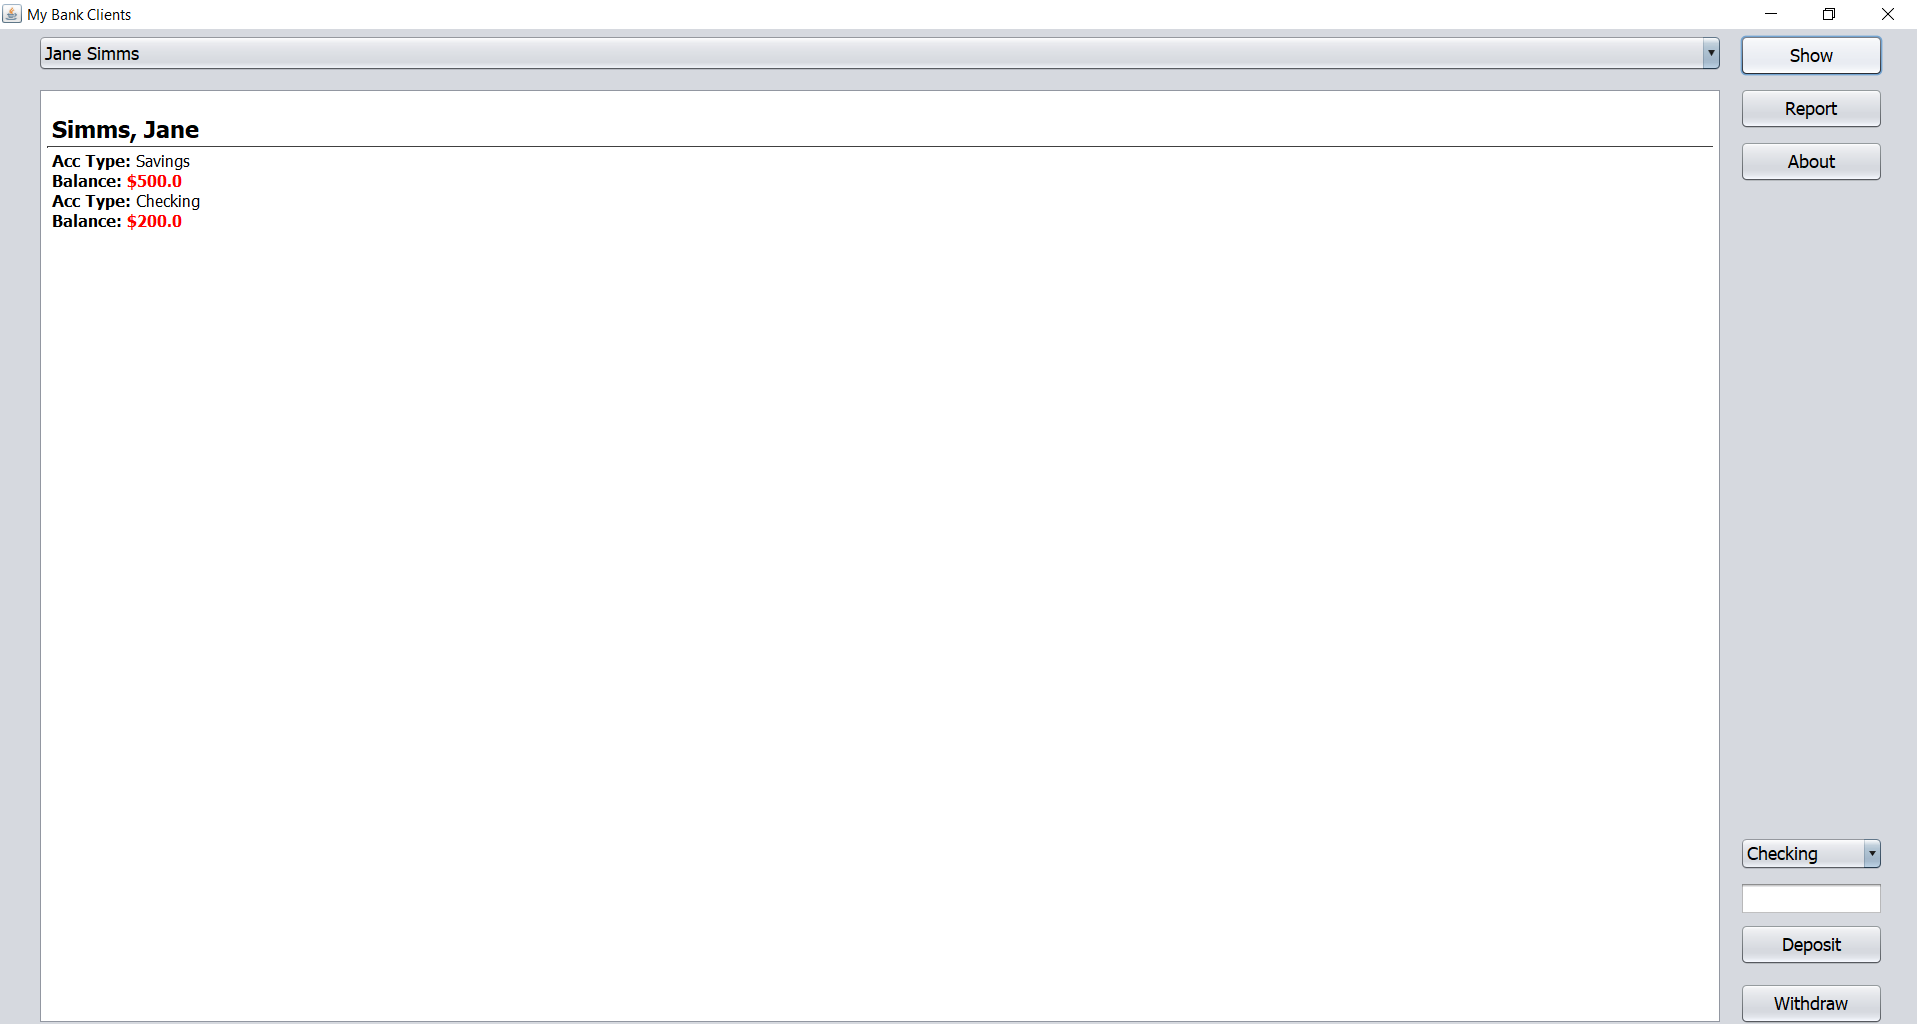 My Bank Clients
Jane Simms
Show
Simms, Jane
Report
Acc Type: Savings
About
Balance: $500.0
Acc Type: Checking
Balance: $200.0
Checking
Deposit
Withdraw